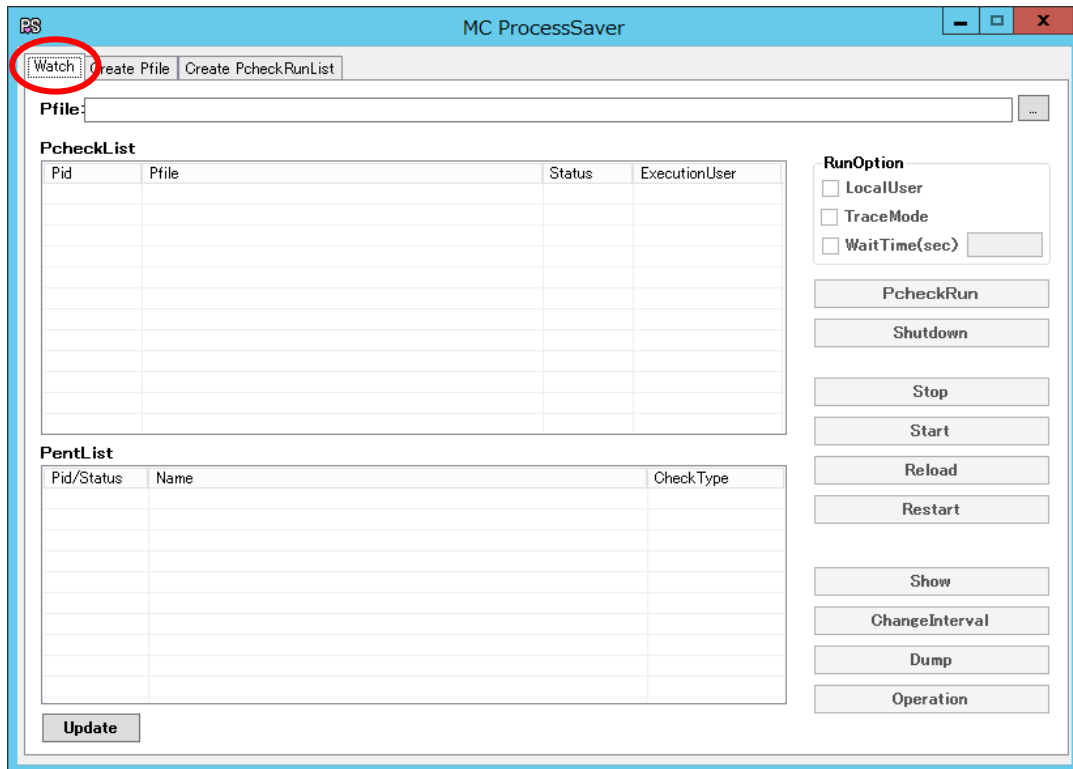 PS MC ProcessSaver
Watch Create Pfile Create PcheckRunList
Pfile: ...
PcheckList
Pid Pfile Status ExecutionUser
RunOption
LocalUser
TraceMode
WaitTime(sec)
PcheckRun
Shutdown
Stop
Start
PentList
Pid/Status Name CheckType
Reload
Restart
Show
ChangeInterval
Dump
Operation
Update